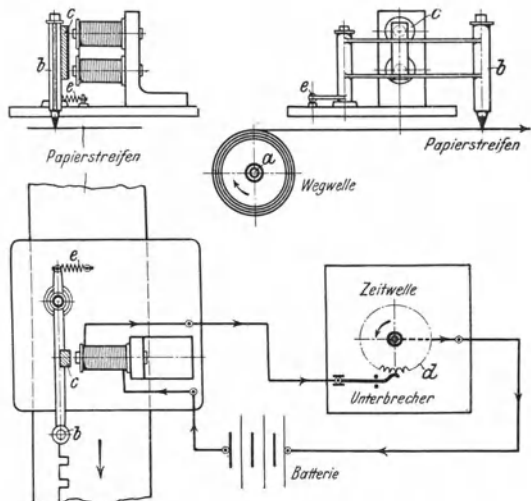 c
b
e
Papierstreifen
c
e
b
Papierstreifen
a
Wegwelle
e
c
b
Zeitwelle
d
Unterbrecher
Batterie